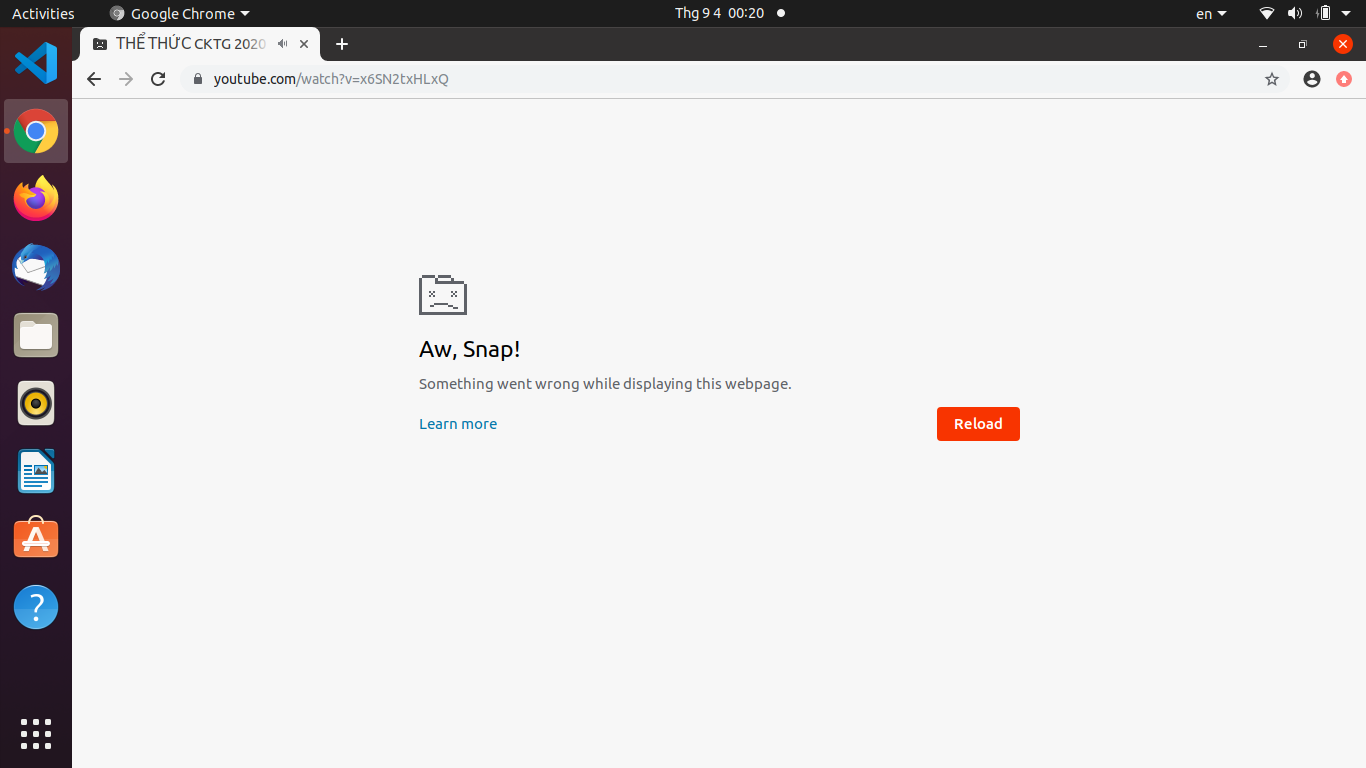 Activities
Google Chrome
Thg 9 4 00:20
en
THỂ THỨC CKTG 2020
youtube.com/watch?v=x6SN2txHLxQ
Aw, Snap!
Something went wrong while displaying this webpage.
Learn more
Reload